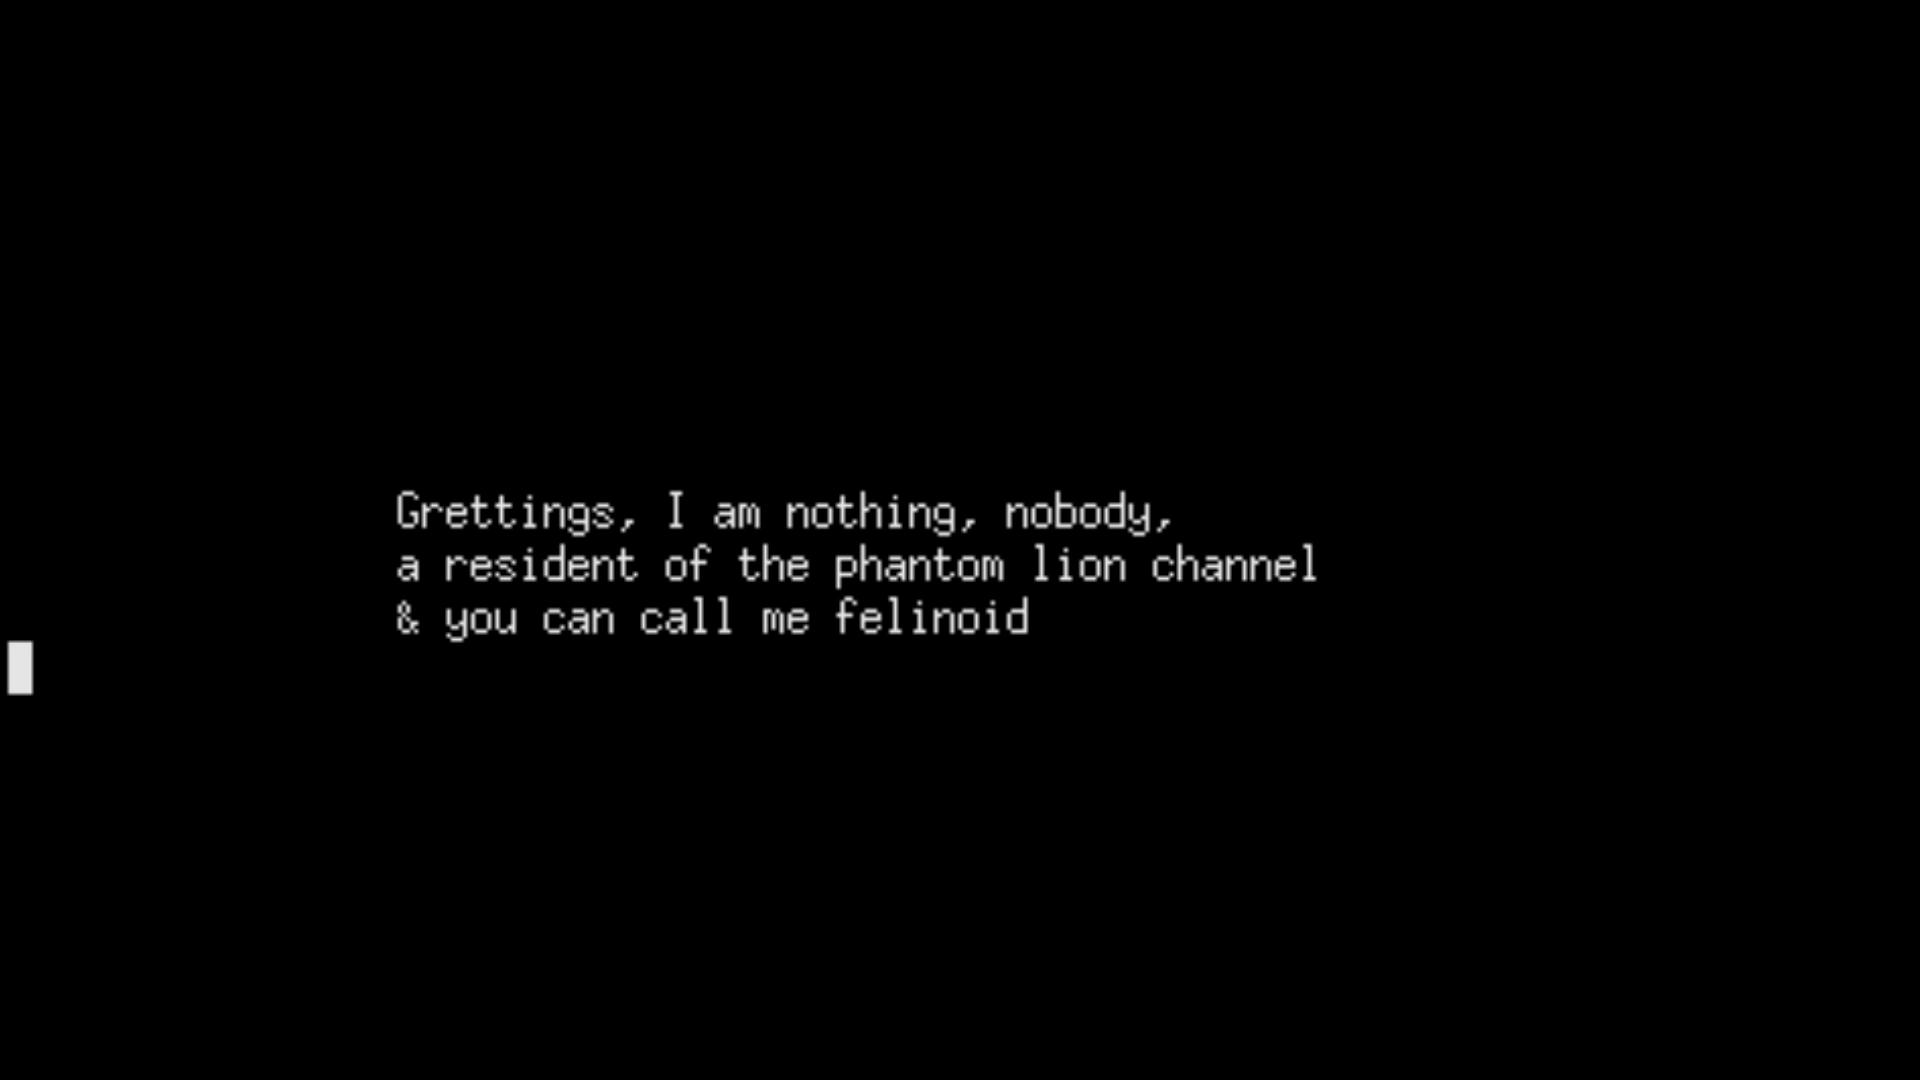 Grettings, I am nothing, nobody,
a resident of the phantom lion channel
& you can call me felinoid